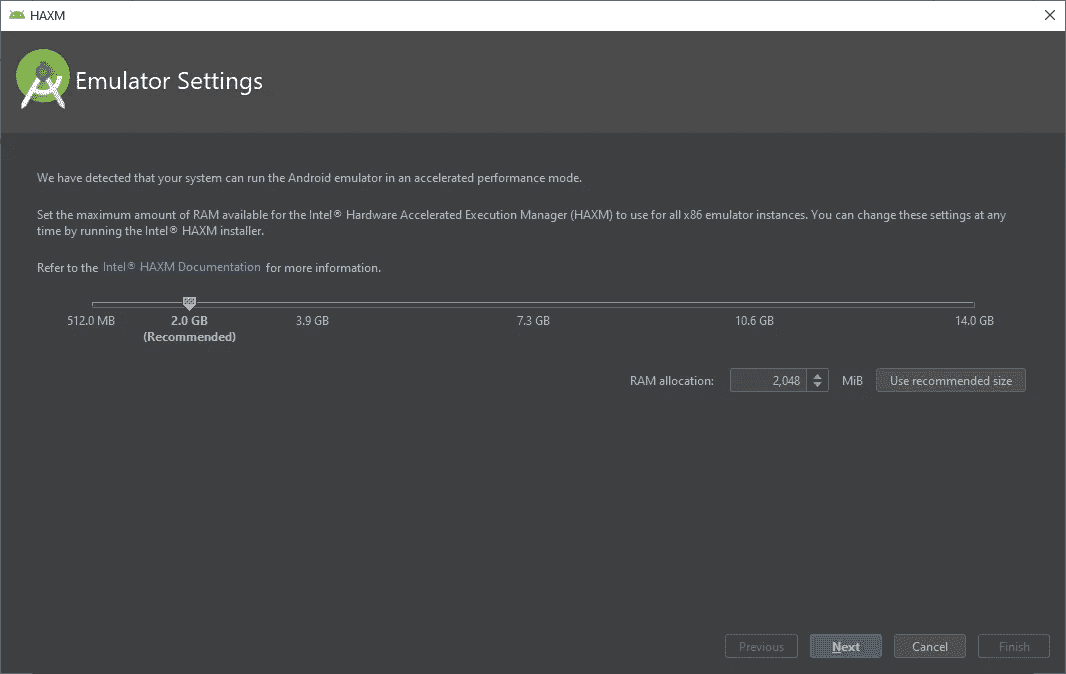 HAXM
Emulator Settings
We have detected that your system can run the Android emulator in an accelerated performance mode.
Set the maximum amount of RAM available for the Intel® Hardware Accelerated Execution Manager (HAXM) to use for all x86 emulator instances. You can change these settings at any
time by running the Intel® HAXM installer.
Refer to the Intel® HAXM Documentation for more information.
512.0 MB 2.0 GB 3.9 GB 7.3 GB 10.6 GB 14.0 GB
(Recommended)
RAM allocation: 2,048 MiB Use recommended size
Previous Next Cancel Finish